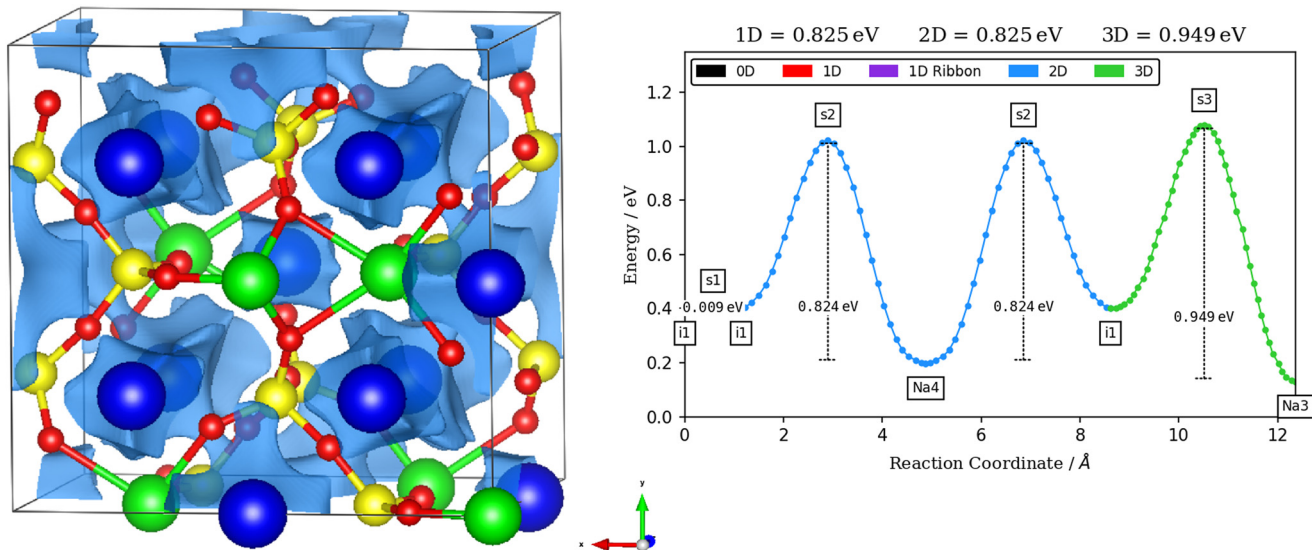 1D = 0.825 eV 2D = 0.825 eV 3D = 0.949 eV
0D 1D 1D Ribbon 2D 3D
Energy / eV
1.2
1.0
0.8
0.6
0.4
0.2
0.0
s1
s2
s2
s3
-0.009 eV
0.824 eV
0.824 eV
0.949 eV
i1
i1
i1
Na4
Na3
0 2 4 6 8 10 12
Reaction Coordinate / Å
y
x